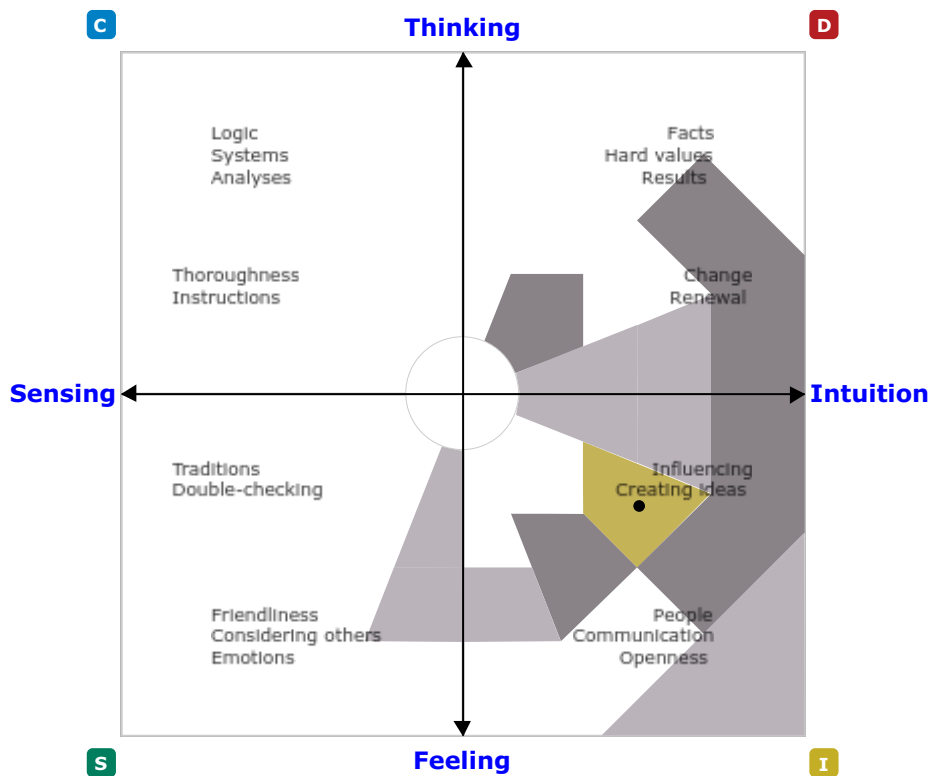 C
Thinking
D
Logic
Systems
Analyses
Facts
Hard values
Results
Thoroughness
Instructions
Change
Renewal
Sensing
Intuition
Traditions
Double-checking
Influencing
Creating ideas
Friendliness
Considering others
Emotions
People
Communication
Openness
S
Feeling
I